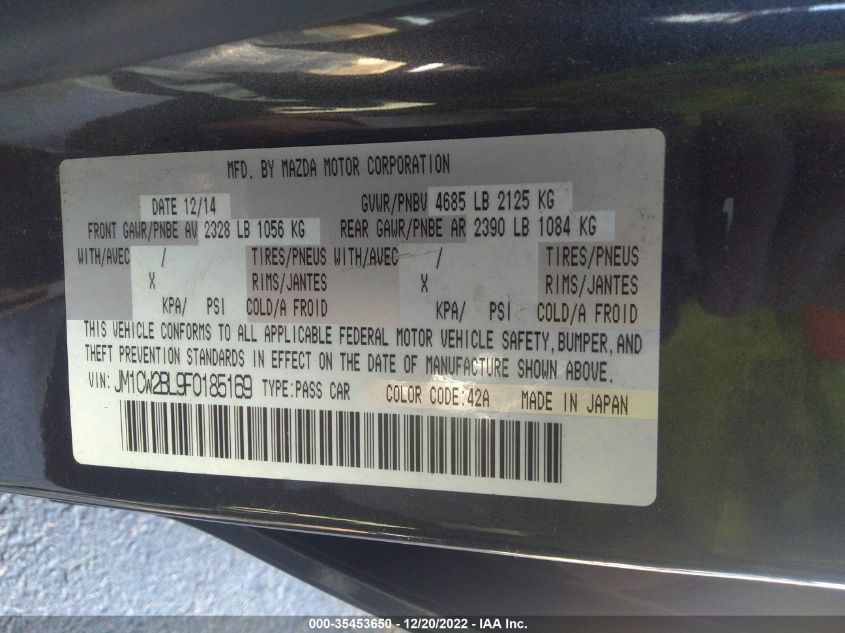 MFD. BY MAZDA MOTOR CORPORATION
DATE 12/14 GVWR/PNBV 4685 LB 2125 KG
FRONT GAWR/PNBE AV 2328 LB 1056 KG REAR GAWR/PNBE AR 2390 LB 1084 KG
WITH/AVEC / TIRES/PNEUS WITH/AVEC / TIRES/PNEUS
X RIMS/JANTES X RIMS/JANTES
KPA/ PSI COLD/A FROID KPA/ PSI COLD/A FROID
THIS VEHICLE CONFORMS TO ALL APPLICABLE FEDERAL MOTOR VEHICLE SAFETY, BUMPER, AND
THEFT PREVENTION STANDARDS IN EFFECT ON THE DATE OF MANUFACTURE SHOWN ABOVE.
VIN: JM1CW2BL9F0185169 TYPE: PASS CAR COLOR CODE: 42A MADE IN JAPAN
000-35453650 - 12/20/2022 - IAA Inc.